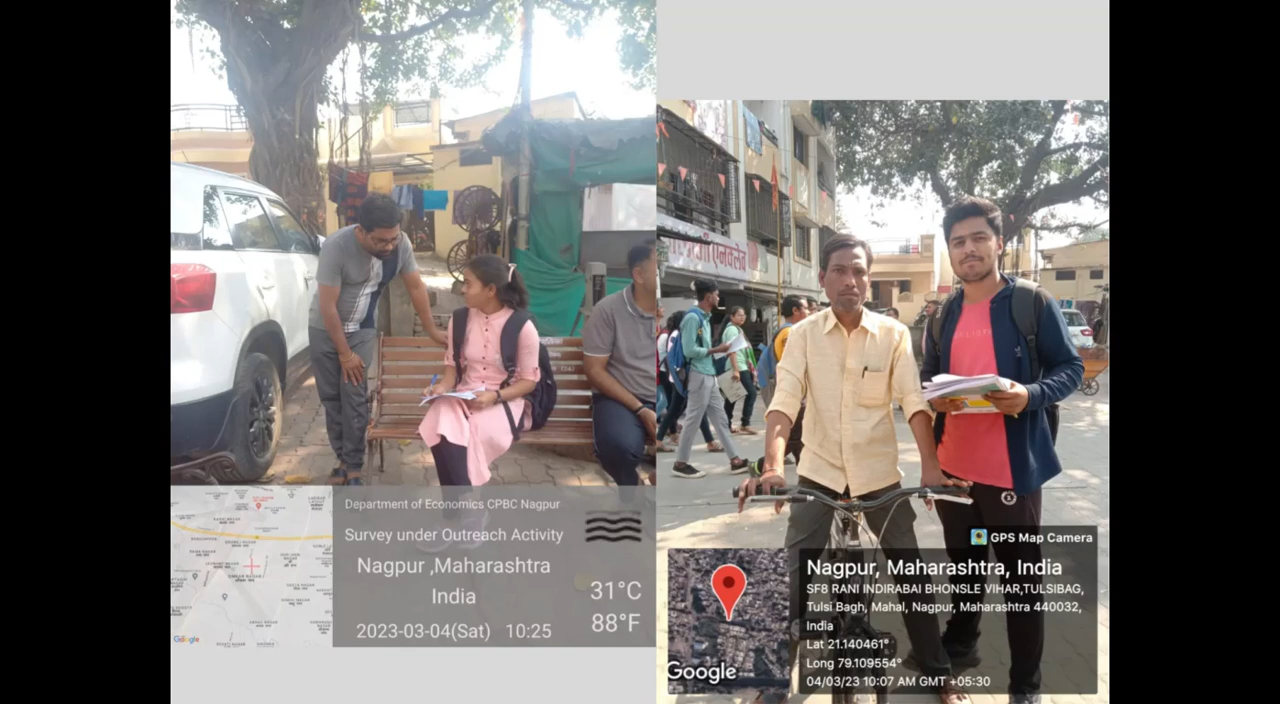 Department of Economics CPBC Nagpur
Survey under Outreach Activity
Nagpur ,Maharashtra
India
31°C
88°F
2023-03-04(Sat) 10:25
Google
एनक्लेव
GPS Map Camera
Nagpur, Maharashtra, India
SF8 RANI INDIRABAI BHONSLE VIHAR,TULSIBAG,
Tulsi Bagh, Mahal, Nagpur, Maharashtra 440032,
India
Lat 21.140461°
Long 79.109554°
04/03/23 10:07 AM GMT +05:30
Google